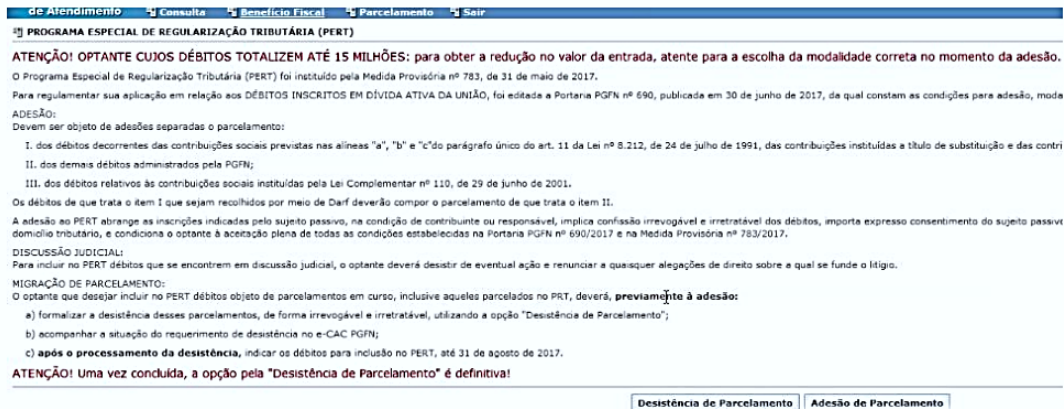 de Atendimento Consulta Benefício Fiscal Parcelamento Sair
PROGRAMA ESPECIAL DE REGULARIZAÇÃO TRIBUTÁRIA (PERT)
ATENÇÃO! OPTANTE CUJOS DÉBITOS TOTALIZEM ATÉ 15 MILHÕES: para obter a redução no valor da entrada, atente para a escolha da modalidade correta no momento da adesão.
O Programa Especial de Regularização Tributária (PERT) foi instituído pela Medida Provisória nº 783, de 31 de maio de 2017.
Para regulamentar sua aplicação em relação aos DÉBITOS INSCRITOS EM DÍVIDA ATIVA DA UNIÃO, foi editada a Portaria PGFN nº 690, publicada em 30 de junho de 2017, da qual constam as condições para adesão, moda
ADESÃO:
Devem ser objeto de adesões separadas o parcelamento:
I. dos débitos decorrentes das contribuições sociais previstas nas alíneas "a", "b" e "c"do parágrafo único do art. 11 da Lei nº 8.212, de 24 de julho de 1991, das contribuições instituídas a título de substituição e das contri
II. dos demais débitos administrados pela PGFN;
III. dos débitos relativos às contribuições sociais instituídas pela Lei Complementar nº 110, de 29 de junho de 2001.
Os débitos de que trata o item I que sejam recolhidos por meio de Darf deverão compor o parcelamento de que trata o item II.
A adesão ao PERT abrange as inscrições indicadas pelo sujeito passivo, na condição de contribuinte ou responsável, implica confissão irrevogável e irretratável dos débitos, importa expresso consentimento do sujeito passivo
domicílio tributário, e condiciona o optante à aceitação plena de todas as condições estabelecidas na Portaria PGFN nº 690/2017 e na Medida Provisória nº 783/2017.
DISCUSSÃO JUDICIAL:
Para incluir no PERT débitos que se encontrem em discussão judicial, o optante deverá desistir de eventual ação e renunciar a quaisquer alegações de direito sobre a qual se funde o litígio.
MIGRAÇÃO DE PARCELAMENTO:
O optante que desejar incluir no PERT débitos objeto de parcelamentos em curso, inclusive aqueles parcelados no PRT, deverá, previamente à adesão:
a) formalizar a desistência desses parcelamentos, de forma irrevogável e irretratável, utilizando a opção "Desistência de Parcelamento";
b) acompanhar a situação do requerimento de desistência no e-CAC PGFN;
c) após o processamento da desistência, indicar os débitos para inclusão no PERT, até 31 de agosto de 2017.
ATENÇÃO! Uma vez concluída, a opção pela "Desistência de Parcelamento" é definitiva!
Desistência de Parcelamento Adesão de Parcelamento